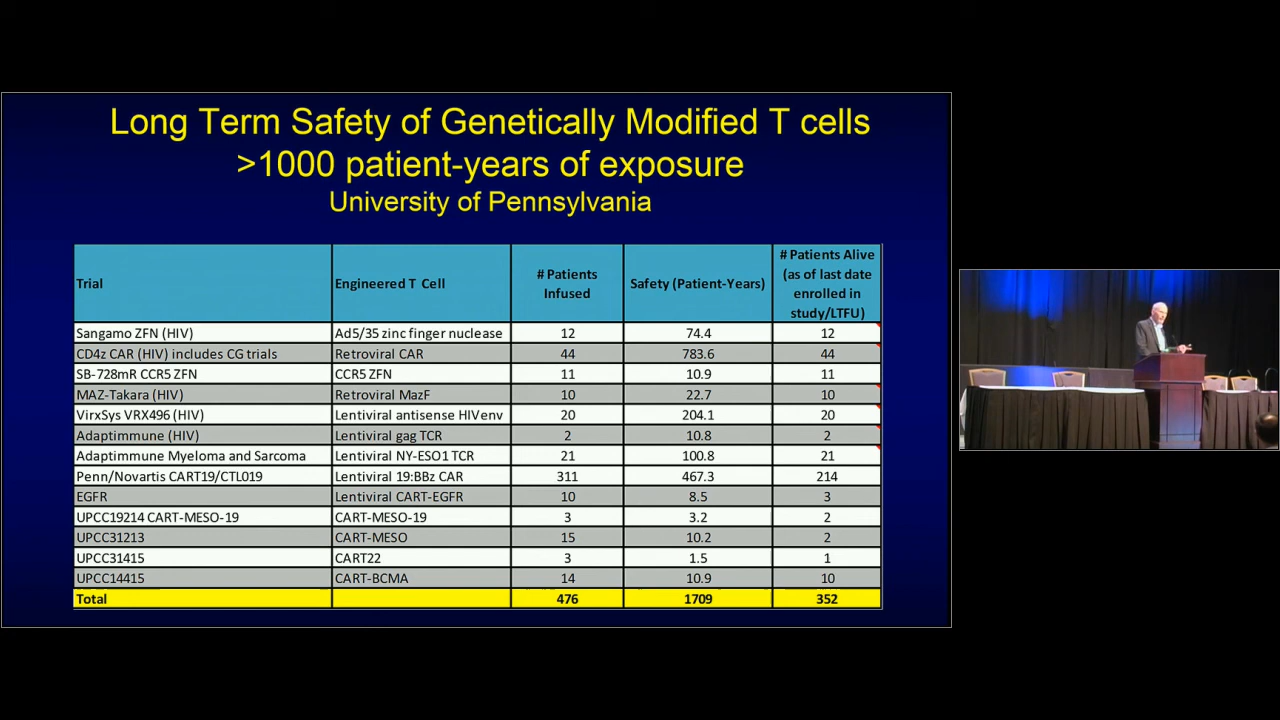 Long Term Safety of Genetically Modified T cells
>1000 patient-years of exposure
University of Pennsylvania
Trial Engineered T Cell # Patients Infused Safety (Patient-Years) # Patients Alive (as of last date enrolled in study/LTFU)
Sangamo ZFN (HIV) Ad5/35 zinc finger nuclease 12 74.4 12
CD4z CAR (HIV) includes CG trials Retroviral CAR 44 783.6 44
SB-728mR CCR5 ZFN CCR5 ZFN 11 10.9 11
MAZ-Takara (HIV) Retroviral MazF 10 22.7 10
VirxSys VRX496 (HIV) Lentiviral antisense HIV env 20 204.1 20
Adaptimmune (HIV) Lentiviral gag TCR 2 10.8 2
Adaptimmune Myeloma and Sarcoma Lentiviral NY-ESO1 TCR 21 100.8 21
Penn/Novartis CART19/CTL019 Lentiviral 19:BBz CAR 311 467.3 214
EGFR Lentiviral CART-EGFR 10 8.5 3
UPCC19214 CART-MESO-19 CART-MESO-19 3 3.2 2
UPCC31213 CART-MESO 15 10.2 2
UPCC31415 CART22 3 1.5 1
UPCC14415 CART-BCMA 14 10.9 10
Total 476 1709 352